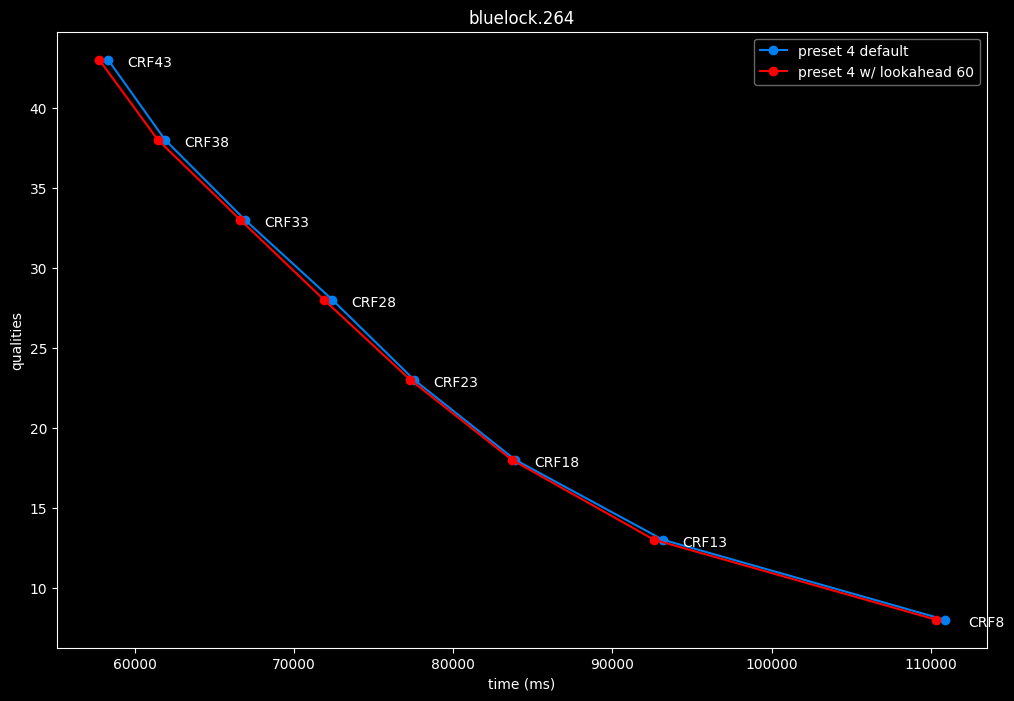 bluelock.264
preset 4 default
preset 4 w/ lookahead 60
CRF43
CRF38
CRF33
CRF28
CRF23
CRF18
CRF13
CRF8
40
35
30
25
20
15
10
qualities
60000
70000
80000
90000
100000
110000
time (ms)